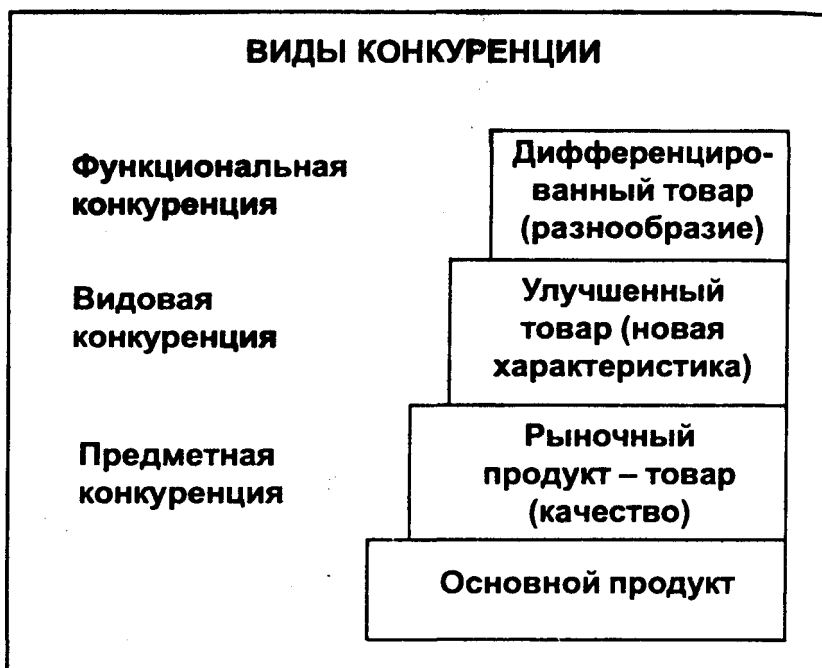 ВИДЫ КОНКУРЕНЦИИ
Функциональная
конкуренция
Дифференциро-
ванный товар
(разнообразие)
Видовая
конкуренция
Улучшенный
товар (новая
характеристика)
Предметная
конкуренция
Рыночный
продукт – товар
(качество)
Основной продукт